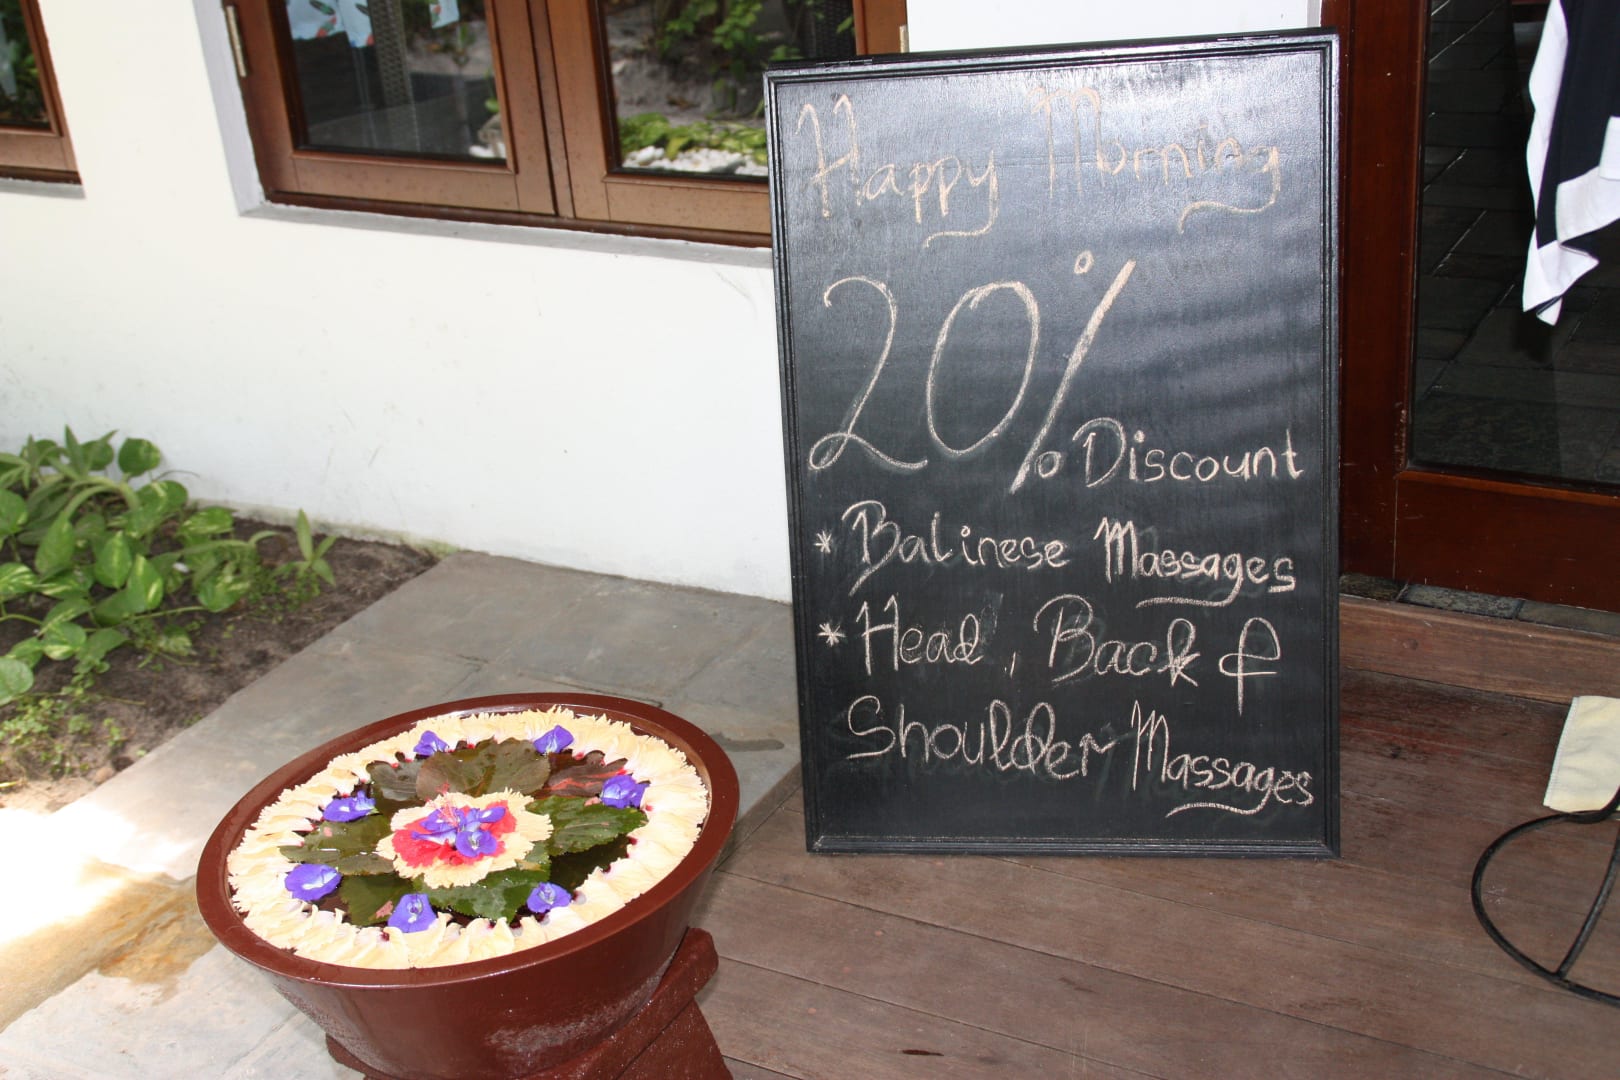 Happy Morning
20% Discount
* Balinese Massages
* Head, Back &
Shoulder Massages